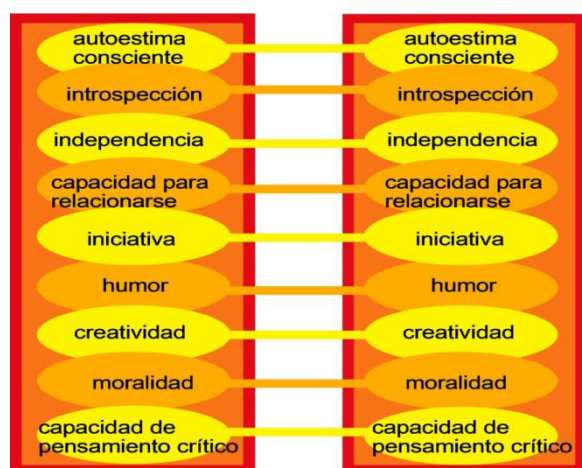 autoestima
consciente
introspección
independencia
capacidad para
relacionarse
iniciativa
humor
creatividad
moralidad
capacidad de
pensamiento crítico
autoestima
consciente
introspección
independencia
capacidad para
relacionarse
iniciativa
humor
creatividad
moralidad
capacidad de
pensamiento crítico